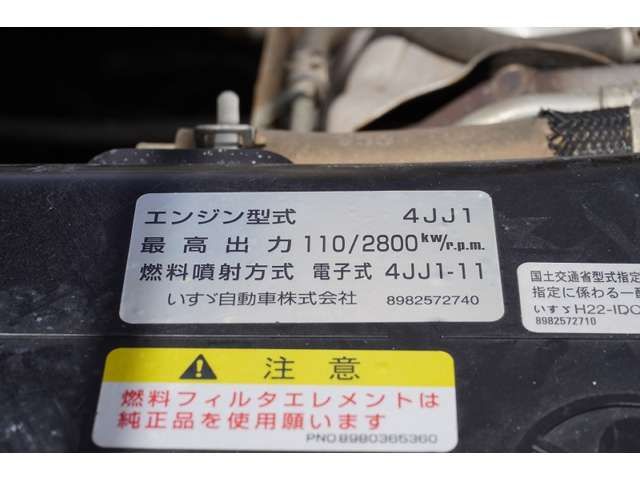 エンジン型式 4JJ1
最高出力 110/2800 kw/r.p.m.
燃料噴射方式 電子式 4JJ1-11
いすゞ自動車株式会社 8982572740
国土交通省型式指定
指定に係わる一酸
いすゞH22-IDC
8982572710
注意
燃料フィルタエレメントは
純正品を使用願います
PNO.8980365360